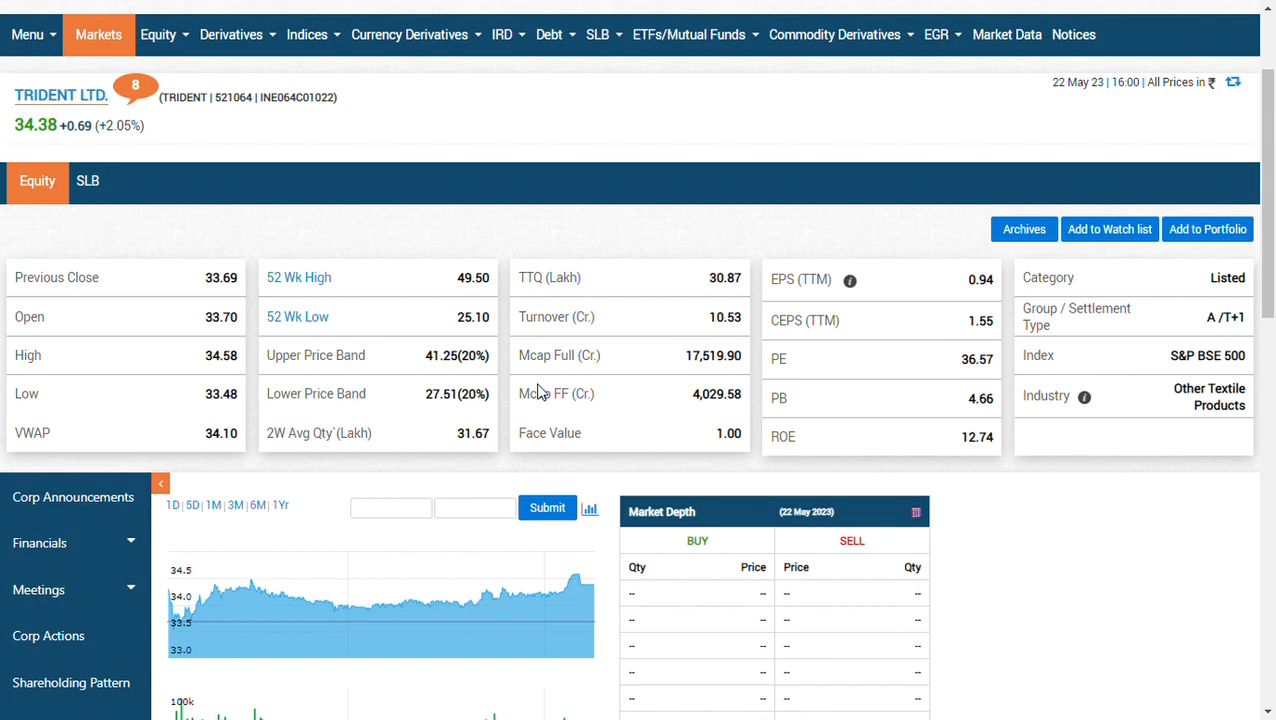 Menu Markets Equity Derivatives Indices Currency Derivatives IRD Debt SLB ETFs/Mutual Funds Commodity Derivatives EGR Market Data Notices
TRIDENT LTD. 8 (TRIDENT | 521064 | INE064C01022)
22 May 23 | 16:00 | All Prices in ₹
34.38 +0.69 (+2.05%)
Equity SLB
Archives Add to Watch list Add to Portfolio
Previous Close 33.69
Open 33.70
High 34.58
Low 33.48
VWAP 34.10
52 Wk High 49.50
52 Wk Low 25.10
Upper Price Band 41.25(20%)
Lower Price Band 27.51(20%)
2W Avg Qty`(Lakh) 31.67
TTQ (Lakh) 30.87
Turnover (Cr.) 10.53
Mcap Full (Cr.) 17,519.90
Mcap FF (Cr.) 4,029.58
Face Value 1.00
EPS (TTM) i 0.94
CEPS (TTM) 1.55
PE 36.57
PB 4.66
ROE 12.74
Category Listed
Group / Settlement
Type A /T+1
Index S&P BSE 500
Industry i Other Textile
Products
Corp Announcements
Financials
Meetings
Corp Actions
Shareholding Pattern
1D | 5D | 1M | 3M | 6M | 1Yr Submit
34.5
34.0
33.5
33.0
100k
Market Depth (22 May 2023)
BUY SELL
Qty Price Price Qty
-- -- -- --
-- -- -- --
-- -- -- --
-- -- -- --
-- -- -- --